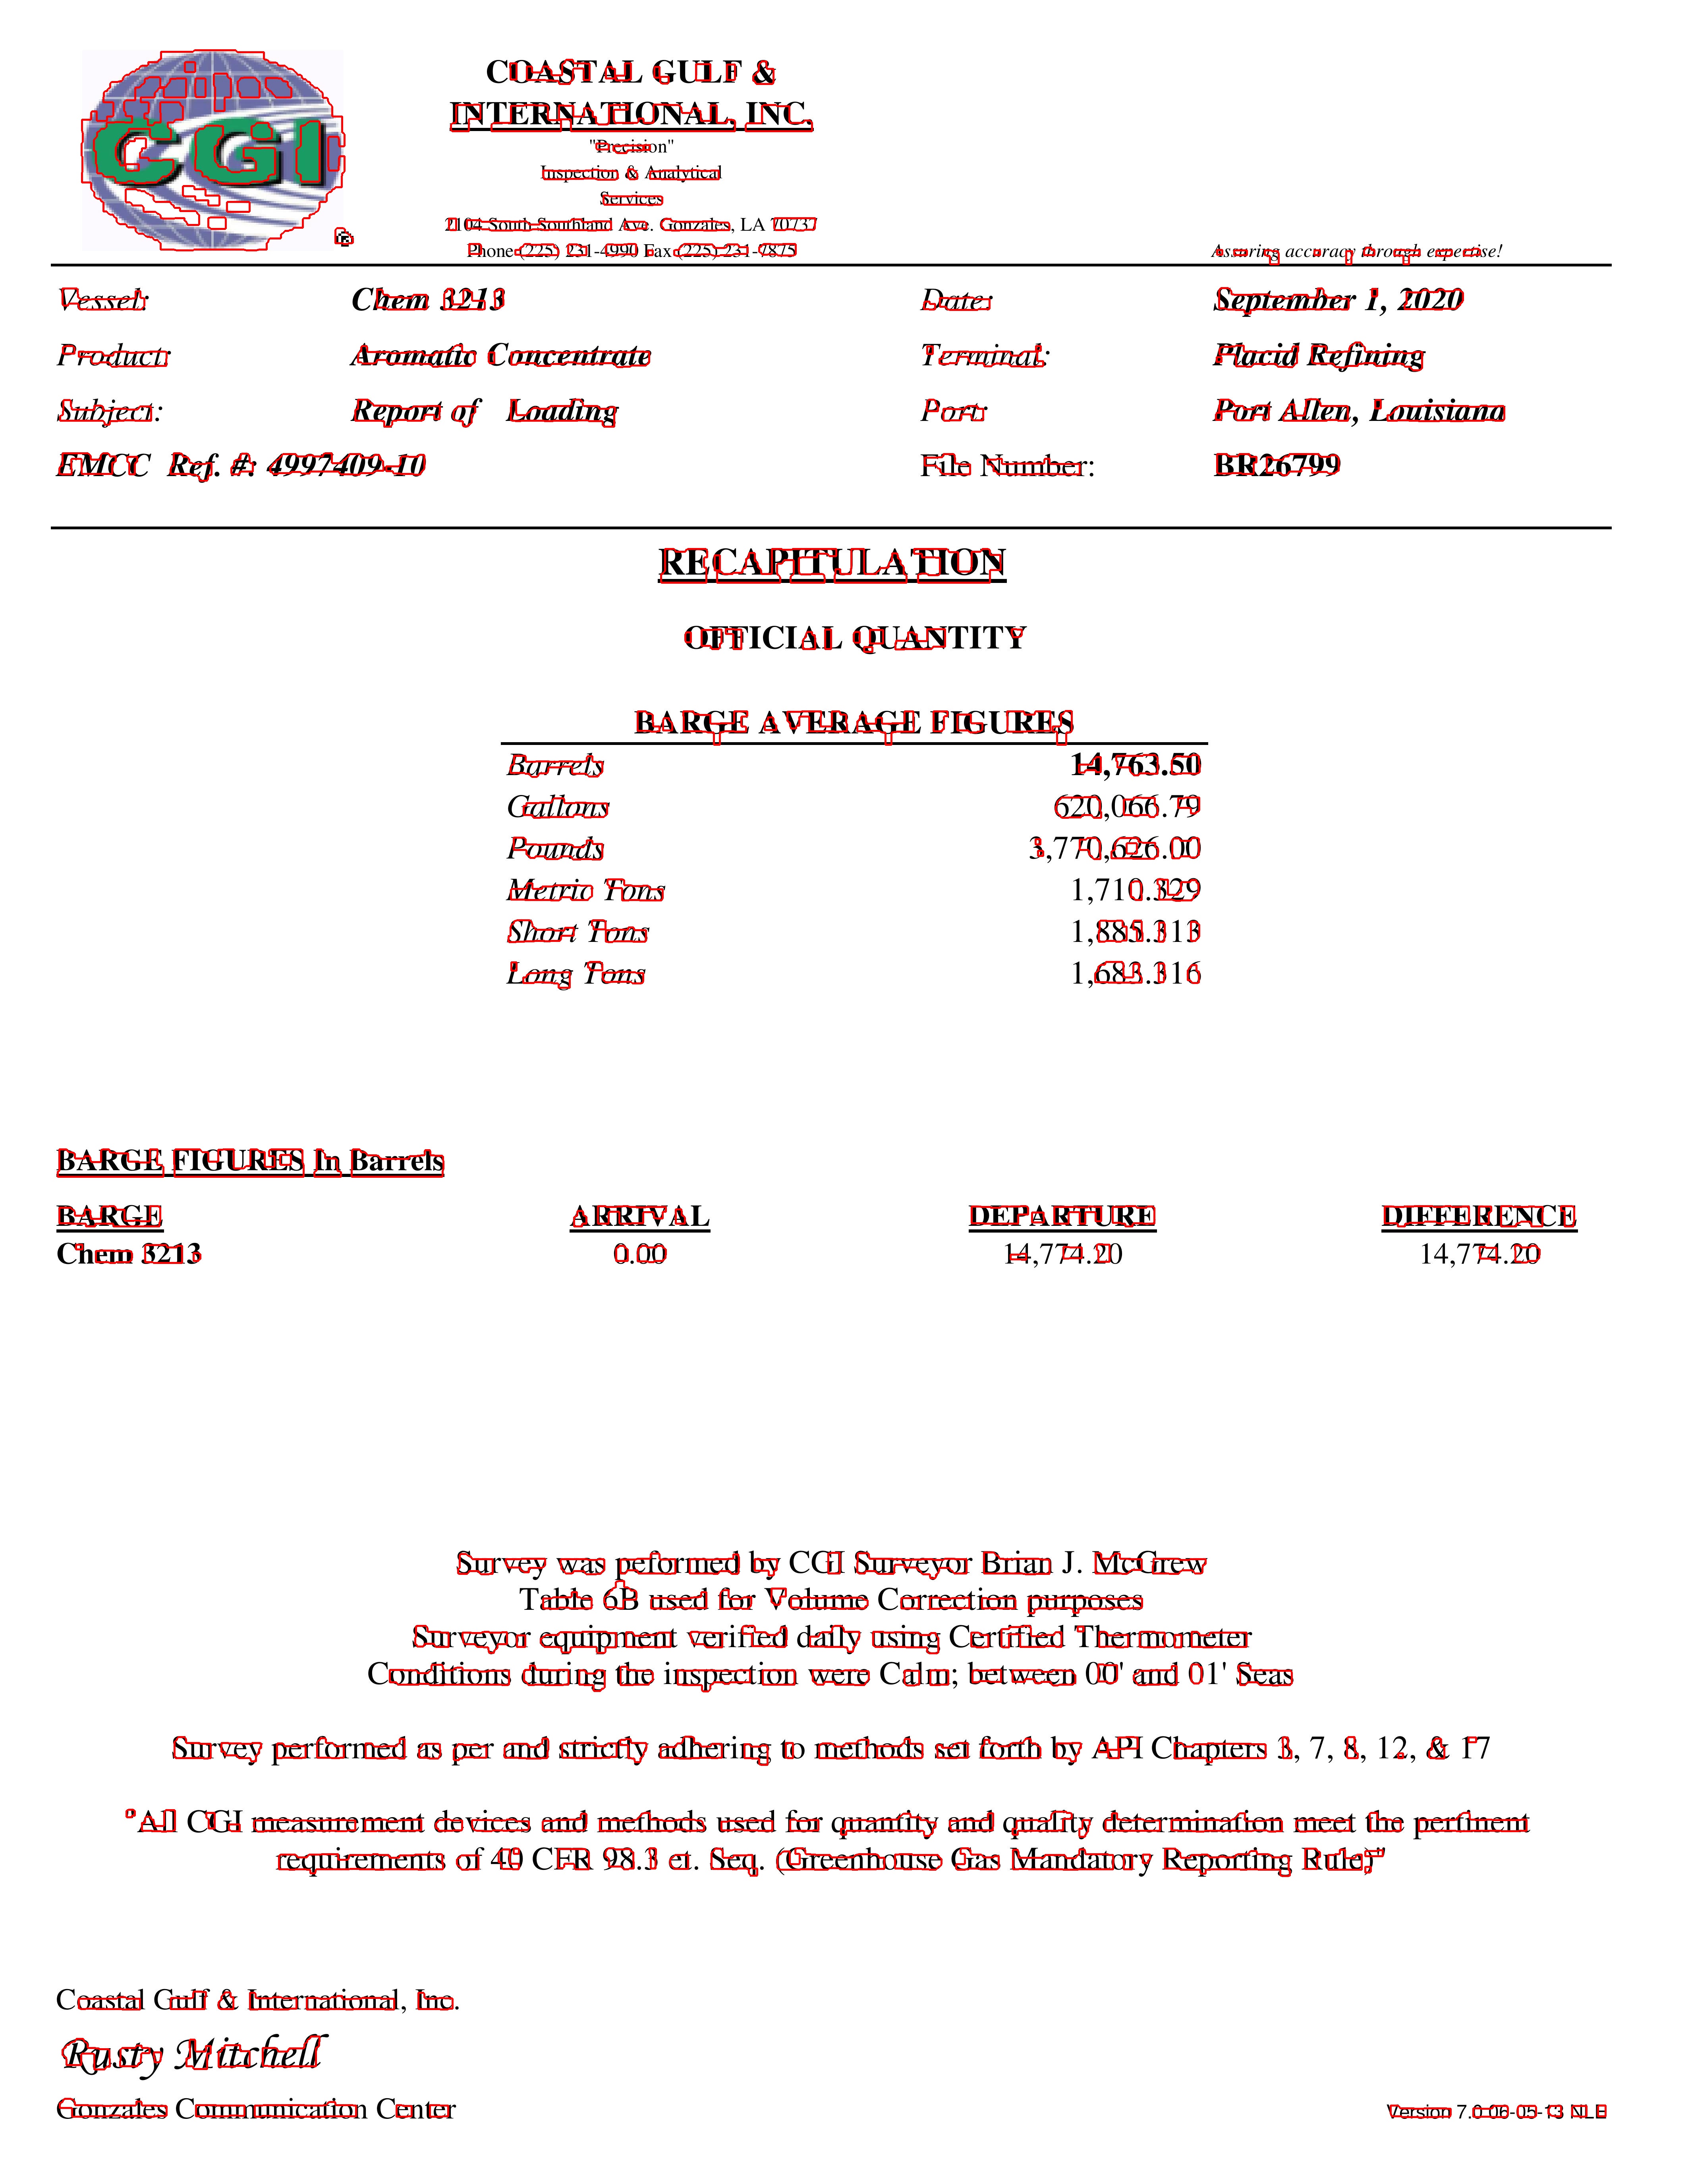 CGI
COASTAL GULF &
INTERNATIONAL, INC.
"Precision"
Inspection & Analytical
Services
2104 South Southland Ave. Gonzales, LA 70737
Phone (225) 231-4990 Fax (225) 231-7875
Assuring accuracy through expertise!
Vessel: Chem 3213 Date: September 1, 2020
Product: Aromatic Concentrate Terminal: Placid Refining
Subject: Report of Loading Port: Port Allen, Louisiana
EMCC Ref. #: 4997409-10 File Number: BR26799
RECAPITULATION
OFFICIAL QUANTITY
BARGE AVERAGE FIGURES
Barrels 14,763.50
Gallons 620,066.79
Pounds 3,770,626.00
Metric Tons 1,710.329
Short Tons 1,885.313
Long Tons 1,683.316
BARGE FIGURES In Barrels
BARGE ARRIVAL DEPARTURE DIFFERENCE
Chem 3213 0.00 14,774.20 14,774.20
Survey was peformed by CGI Surveyor Brian J. McGrew
Table 6B used for Volume Correction purposes
Surveyor equipment verified daily using Certified Thermometer
Conditions during the inspection were Calm; between 00' and 01' Seas
Survey performed as per and strictly adhering to methods set forth by API Chapters 3, 7, 8, 12, & 17
"All CGI measurement devices and methods used for quantity and quality determination meet the pertinent
requirements of 40 CFR 98.3 et. Seq. (Greenhouse Gas Mandatory Reporting Rule)"
Coastal Gulf & International, Inc.
Rusty Mitchell
Gonzales Communication Center
Version 7.0 06-05-13 NLB